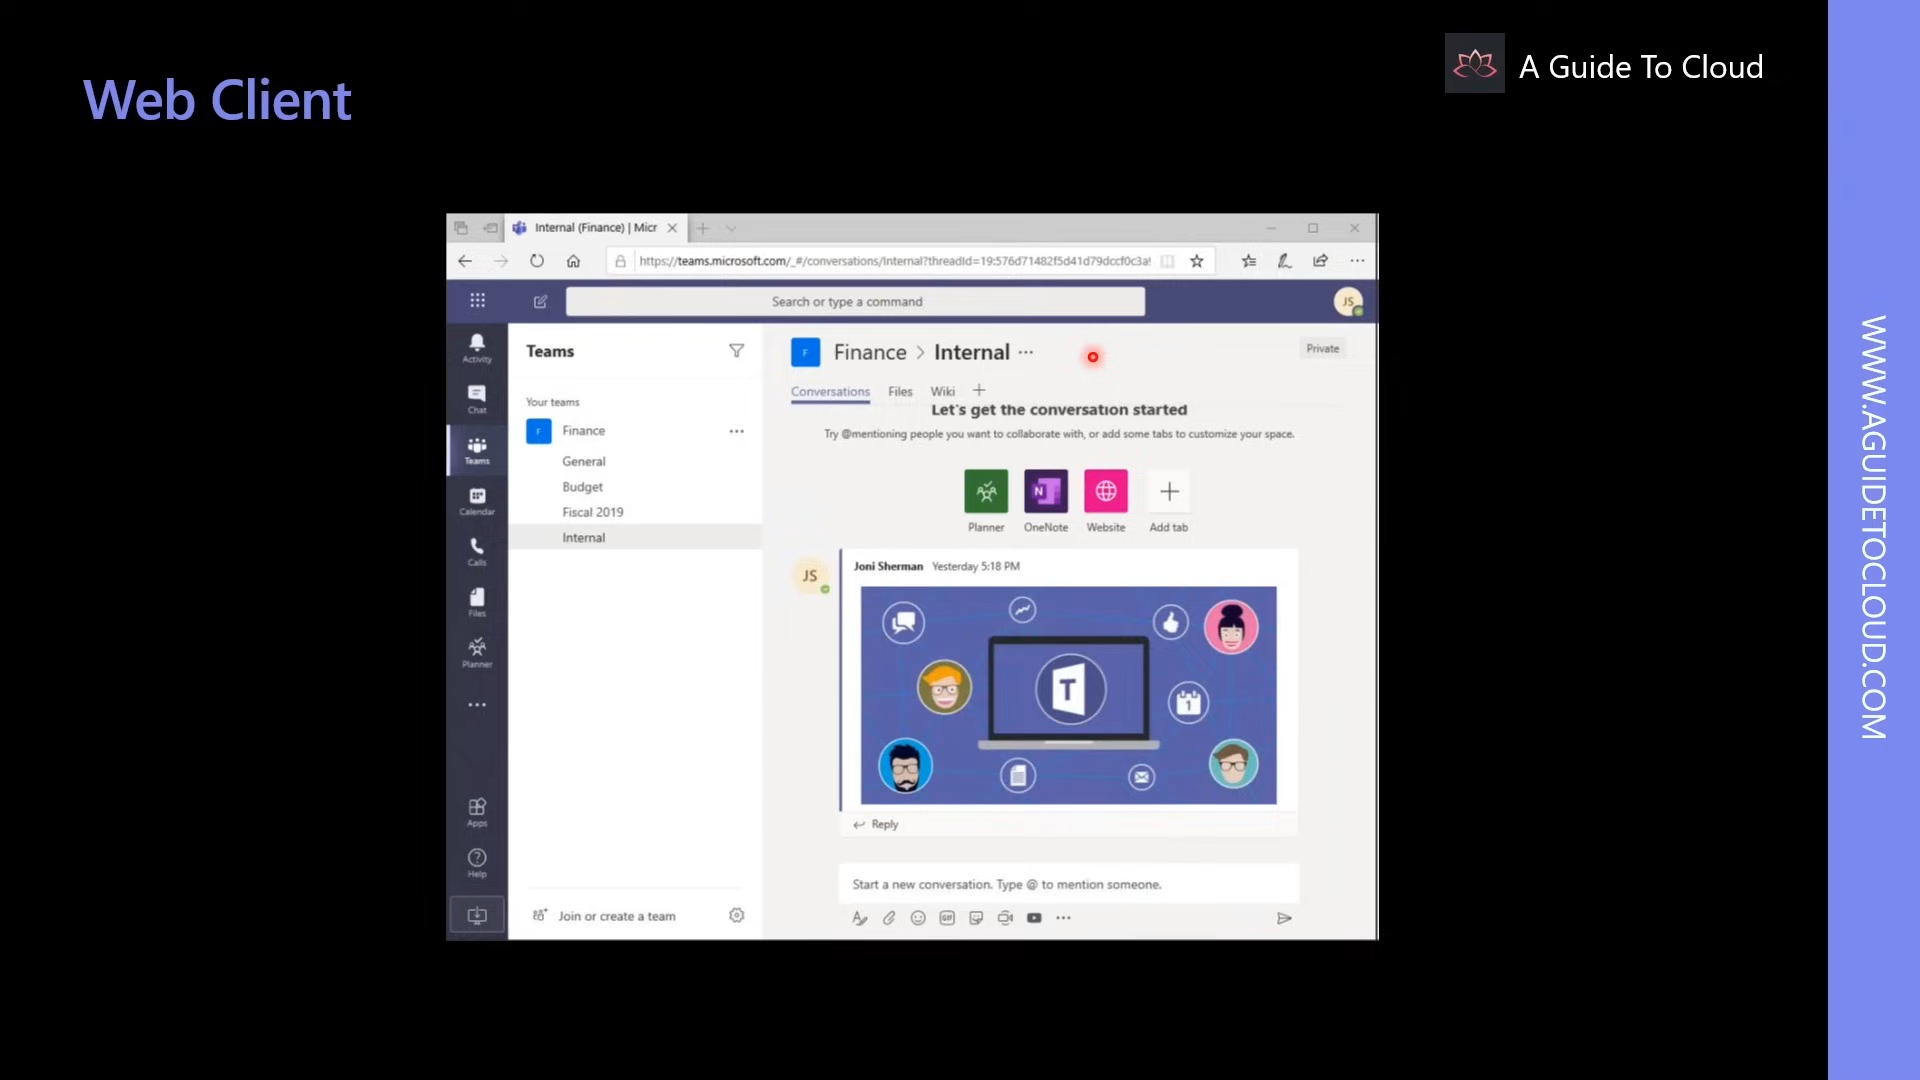 Web Client
A Guide To Cloud
WWW.AGUIDETOCLOUD.COM
Internal (Finance) | Micr
https://teams.microsoft.com/_#/conversations/Internal?threadId=19:576d71482f5d41d79dccf0c3a!
Search or type a command
JS
Activity
Chat
Teams
Calendar
Calls
Files
Planner
Apps
Help
Teams
Your teams
F
Finance
General
Budget
Fiscal 2019
Internal
Join or create a team
F
Finance > Internal
Private
Conversations Files Wiki
Let's get the conversation started
Try @mentioning people you want to collaborate with, or add some tabs to customize your space.
N
Planner OneNote Website Add tab
JS
Joni Sherman Yesterday 5:18 PM
T
1
Reply
Start a new conversation. Type @ to mention someone.
GIF